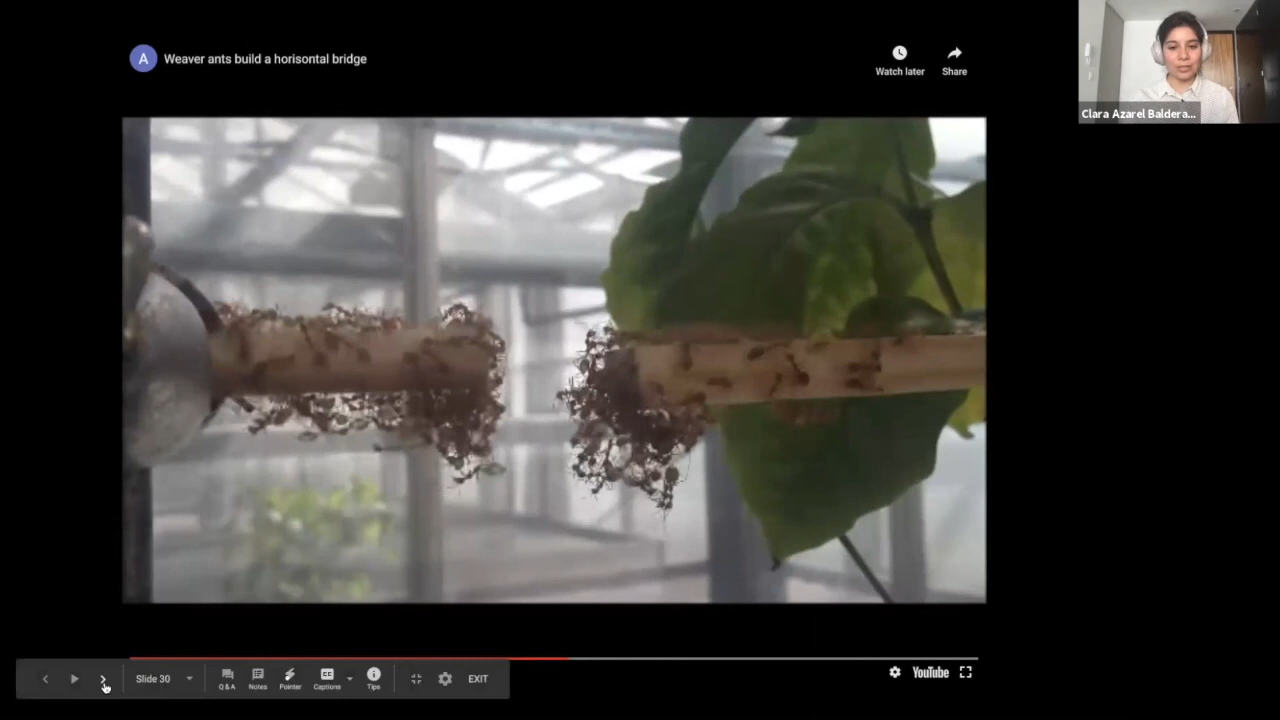 A Weaver ants build a horisontal bridge
Watch later
Share
Clara Azarel Baldera...
Slide 30
Q & A
Notes
Pointer
CC
Captions
Tips
EXIT
YouTube